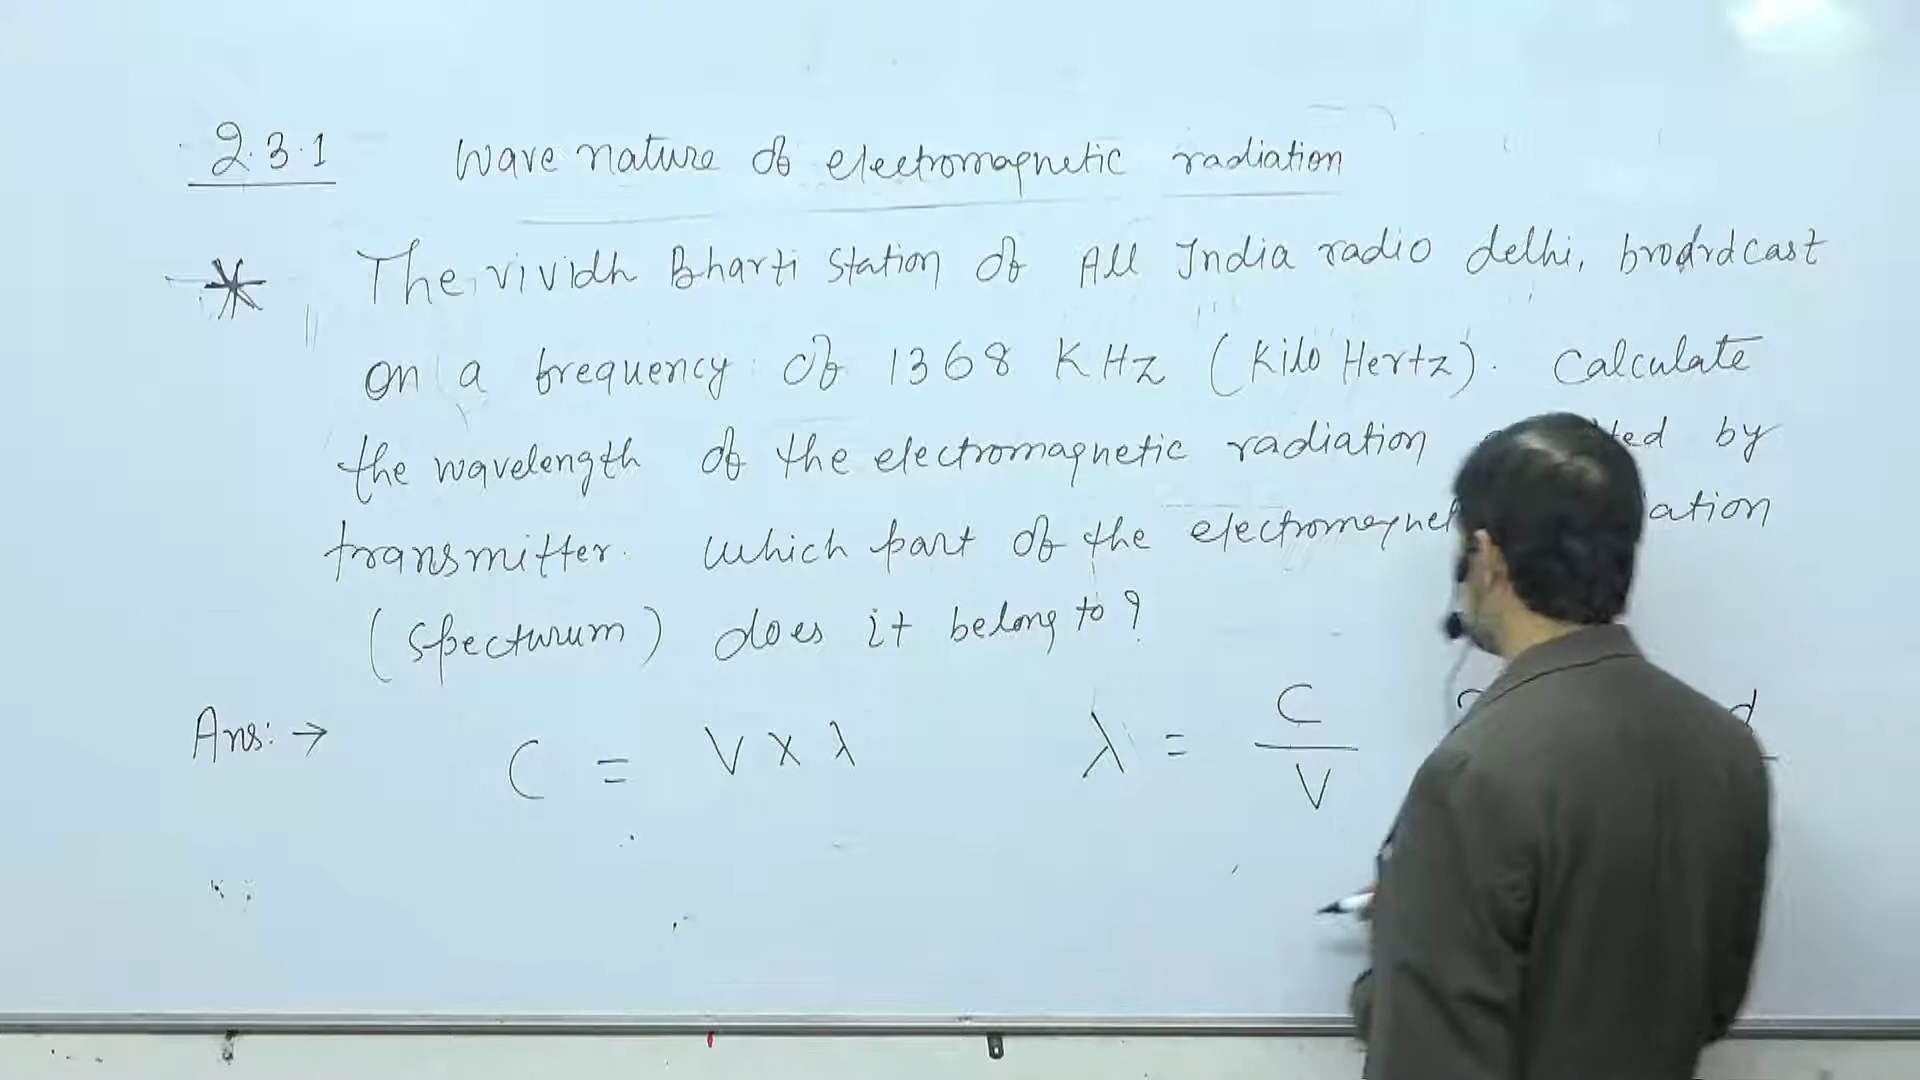 2.3.1 Wave nature of electromagnetic radiation
* The vividh Bharti Station of All India radio delhi, brodrdcast
on a frequency of 1368 KHz (Kilo Hertz). Calculate
the wavelength of the electromagnetic radiation by
transmitter. Which part of the
(Specturum) does it belong to?
Ans:→ C = V x λ λ = C
V